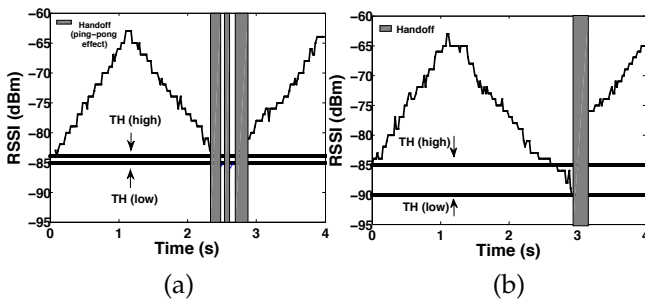 Handoff
(ping-pong
effect)
RSSI (dBm)
−60
−65
−70
−75
−80
−85
−90
−95
TH (high)
TH (low)
0 1 2 3 4
Time (s)
(a)
Handoff
RSSI (dBm)
−60
−65
−70
−75
−80
−85
−90
−95
TH (high)
TH (low)
0 1 2 3 4
Time (s)
(b)